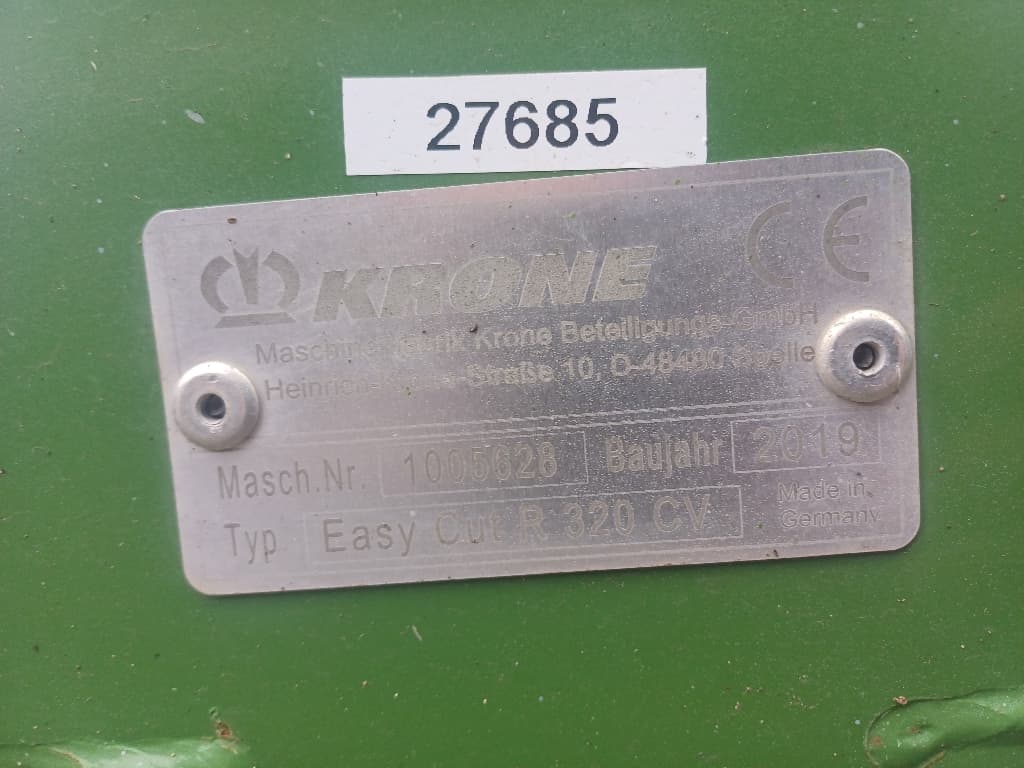 27685
KRONE CE
Maschinenfabrik Krone Beteiligungs-GmbH
Heinrich-Krone-Straße 10, D-48480 Spelle
Masch.Nr. 1005628 Baujahr 2019
Typ Easy Cut R 320 CV Made in
Germany